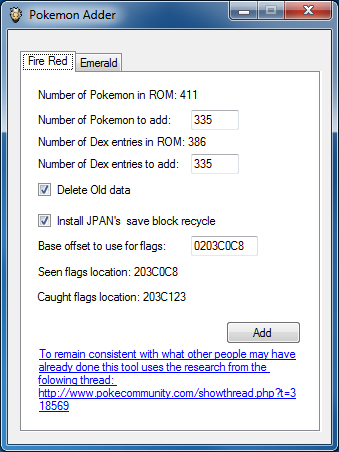 Pokemon Adder
Fire Red
Emerald
Number of Pokemon in ROM: 411
Number of Pokemon to add: 335
Number of Dex entries in ROM: 386
Number of Dex entries to add: 335
Delete Old data
Install JPAN's save block recycle
Base offset to use for flags: 0203C0C8
Seen flags location: 203C0C8
Caught flags location: 203C123
Add
To remain consistent with what other people may have
already done this tool uses the research from the
folowing thread:
http://www.pokecommunity.com/showthread.php?t=3
18569